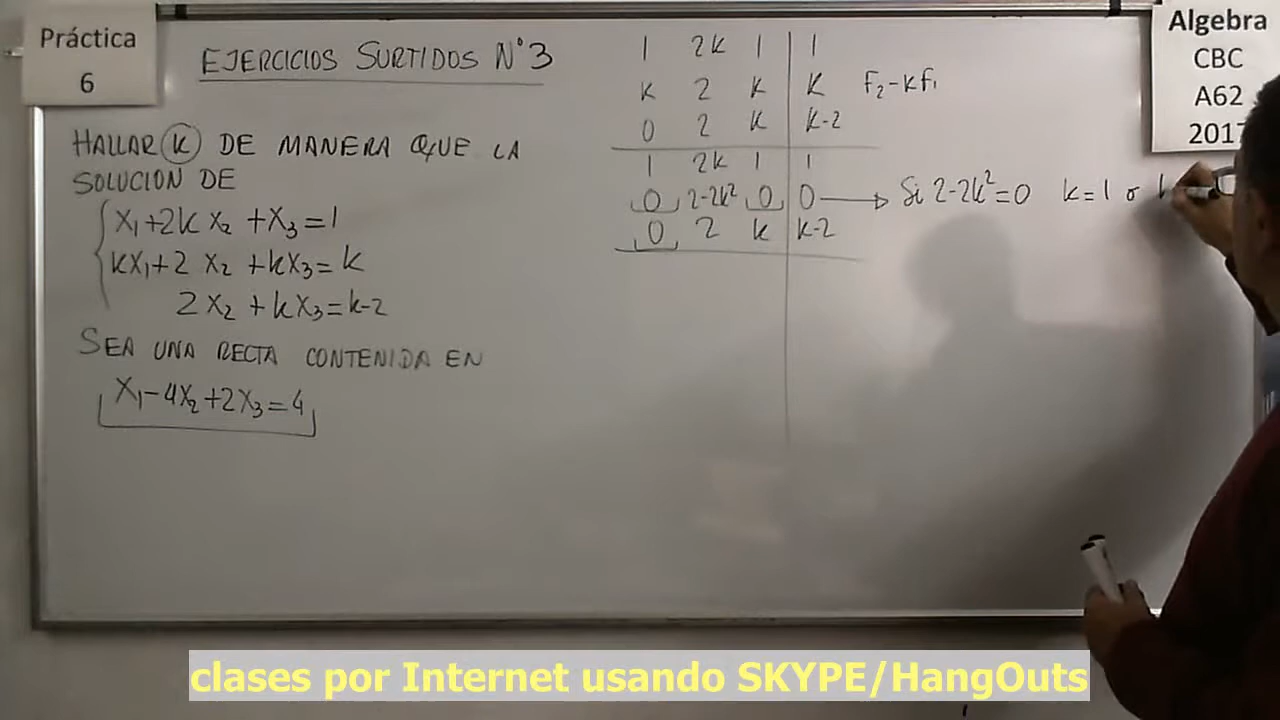 Práctica
6
EJERCICIOS SURTIDOS N°3
HALLAR k DE MANERA QUE LA
SOLUCION DE
X₁+2k X₂ +X₃=1
kX₁+2 X₂ +kX₃=k
2X₂ +kX₃=k-2
SEA UNA RECTA CONTENIDA EN
X₁-4X₂+2X₃=4
1 2k 1 | 1
k 2 k | k F₂-kF₁
0 2 k | k-2
1 2k 1 | 1
0 2-2k² 0 | 0 → Si 2-2k²=0 k=1 o
0 2 k | k-2
Algebra
CBC
A62
2017
clases por Internet usando SKYPE/HangOuts